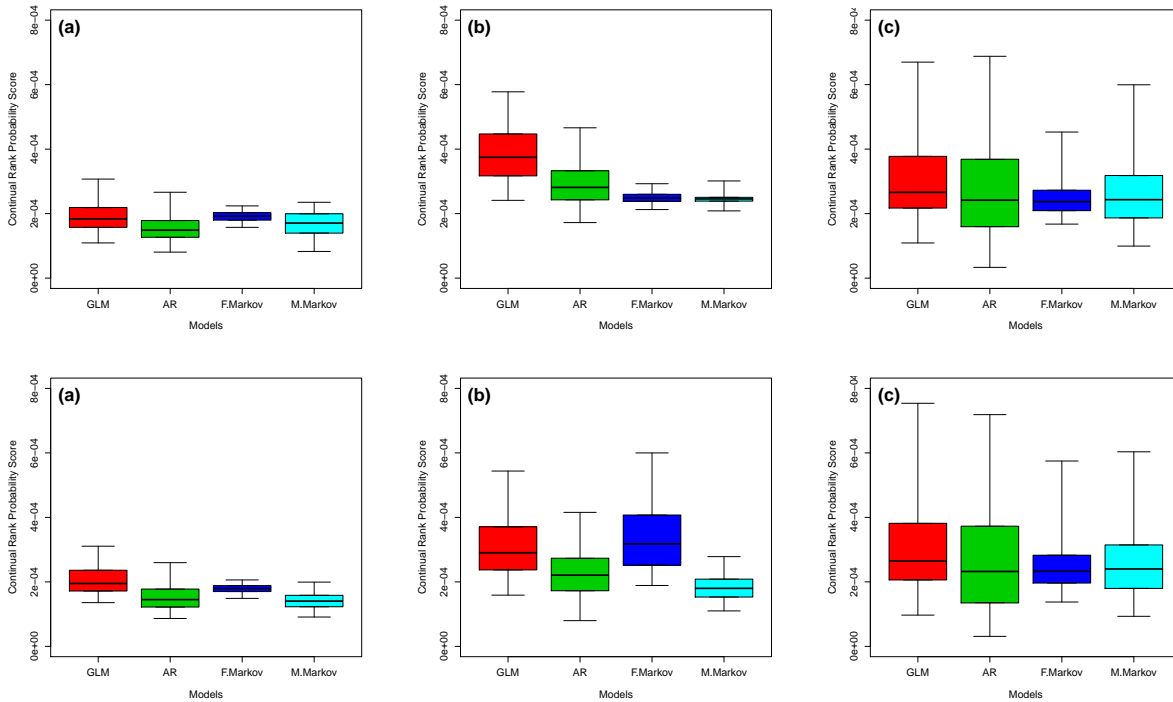 (a)
Continual Rank Probability Score
0e+00 2e−04 4e−04 6e−04 8e−04
GLM AR F.Markov M.Markov
Models
(b)
Continual Rank Probability Score
0e+00 2e−04 4e−04 6e−04 8e−04
GLM AR F.Markov M.Markov
Models
(c)
Continual Rank Probability Score
0e+00 2e−04 4e−04 6e−04 8e−04
GLM AR F.Markov M.Markov
Models
(a)
Continual Rank Probability Score
0e+00 2e−04 4e−04 6e−04 8e−04
GLM AR F.Markov M.Markov
Models
(b)
Continual Rank Probability Score
0e+00 2e−04 4e−04 6e−04 8e−04
GLM AR F.Markov M.Markov
Models
(c)
Continual Rank Probability Score
0e+00 2e−04 4e−04 6e−04 8e−04
GLM AR F.Markov M.Markov
Models